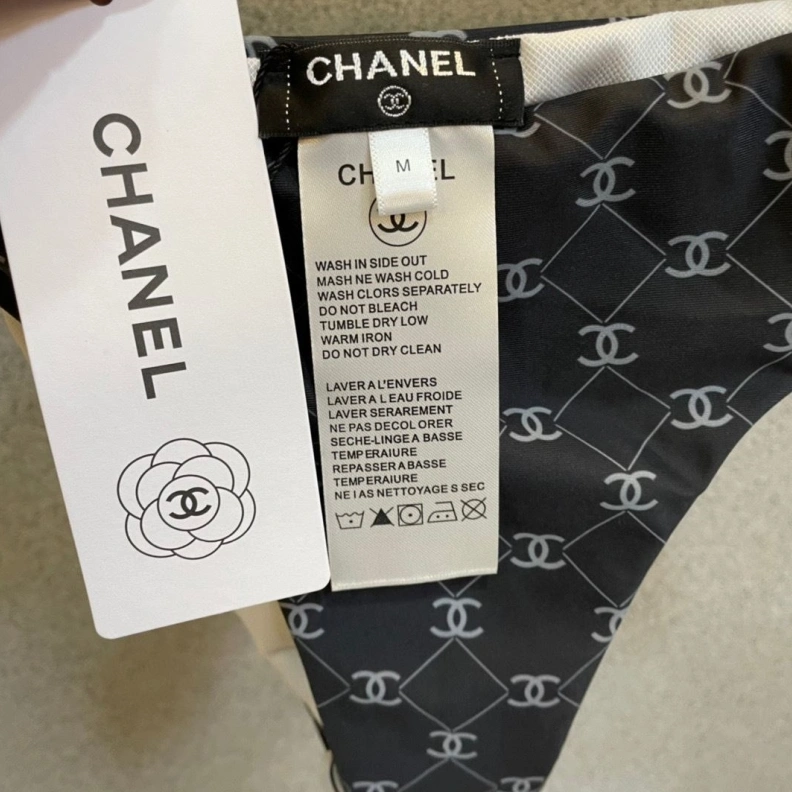 CHANEL
CHANEL
M
CH EL
WASH IN SIDE OUT
MASH NE WASH COLD
WASH CLORS SEPARATELY
DO NOT BLEACH
TUMBLE DRY LOW
WARM IRON
DO NOT DRY CLEAN
LAVER A L'ENVERS
LAVER A L EAU FROIDE
LAVER SERAREMENT
NE PAS DECOL ORER
SECHE-LINGE A BASSE
TEMPERAIURE
REPASSER A BASSE
TEMPERAIURE
NE IAS NETTOYAGE S SEC